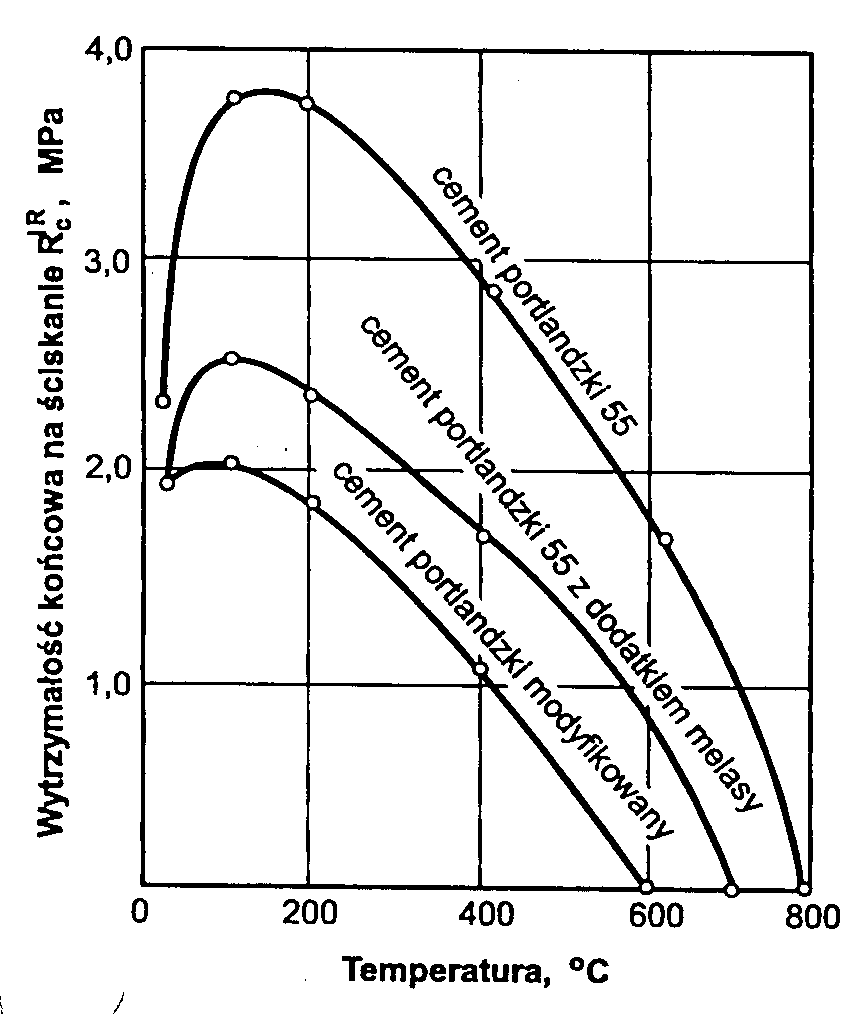 4,0
3,0
2,0
1,0
Wytrzymałość końcowa na ściskanie R_c^{IR}, MPa
cement portlandzki 55
cement portlandzki 55 z dodatkiem melasy
cement portlandzki modyfikowany
0 200 400 600 800
Temperatura, °C